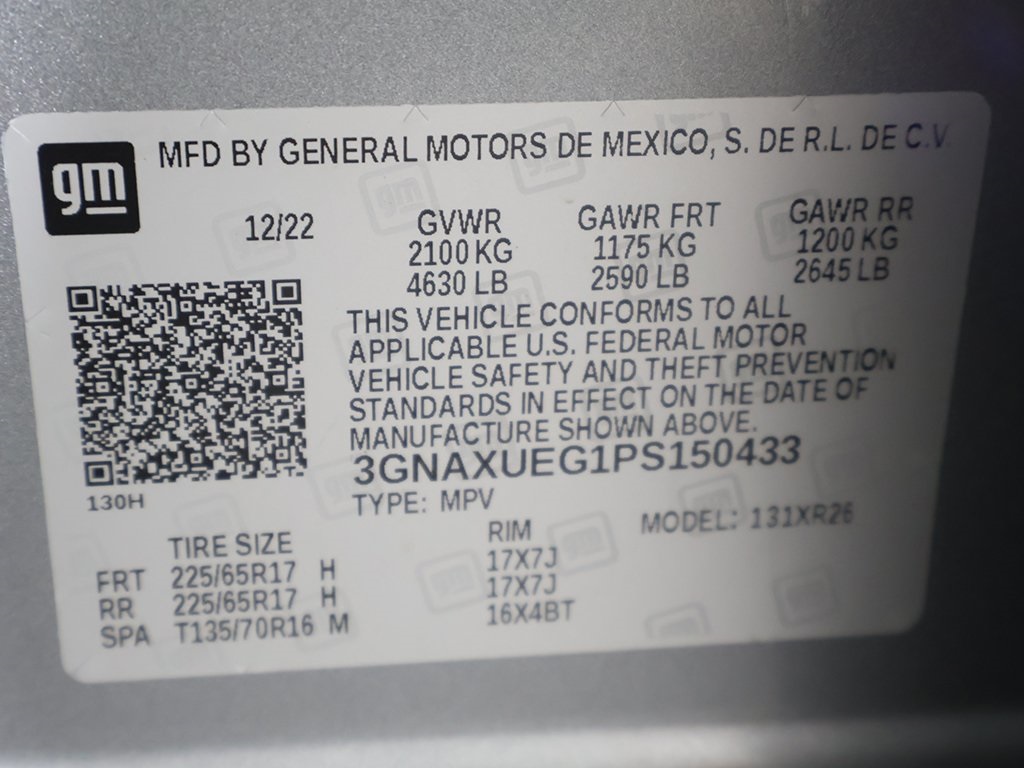 gm
MFD BY GENERAL MOTORS DE MEXICO, S. DE R.L. DE C.V.
12/22 GVWR GAWR FRT GAWR RR
2100 KG 1175 KG 1200 KG
4630 LB 2590 LB 2645 LB
THIS VEHICLE CONFORMS TO ALL
APPLICABLE U.S. FEDERAL MOTOR
VEHICLE SAFETY AND THEFT PREVENTION
STANDARDS IN EFFECT ON THE DATE OF
MANUFACTURE SHOWN ABOVE.
3GNAXUEG1PS150433
130H
TYPE: MPV
MODEL: 131XR26
TIRE SIZE RIM
FRT 225/65R17 H 17X7J
RR 225/65R17 H 17X7J
SPA T135/70R16 M 16X4BT